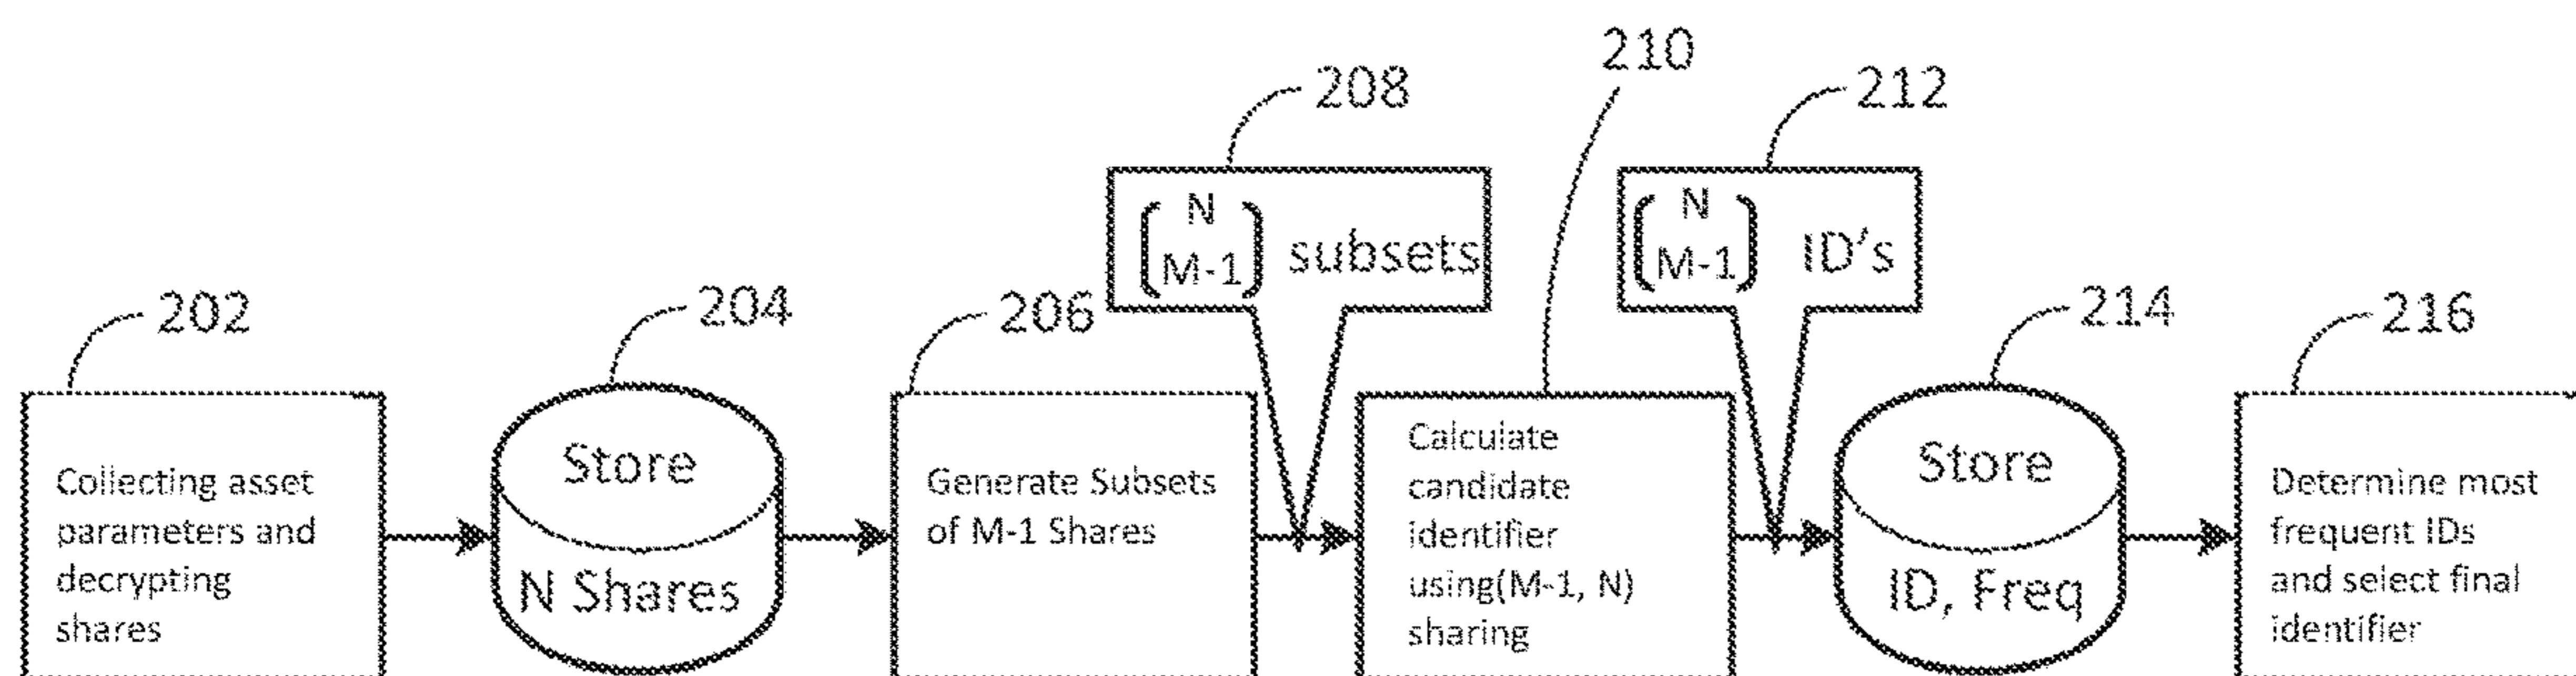 210
208
212
N
M-1
subsets
N
M-1
ID's
202
204
206
214
216
Store
N Shares
Collecting asset
parameters and
decrypting
shares
Generate Subsets
of M-1 Shares
Calculate
candidate
identifier
using(M-1, N)
sharing
Store
ID, Freq
Determine most
frequent IDs
and select final
identifier